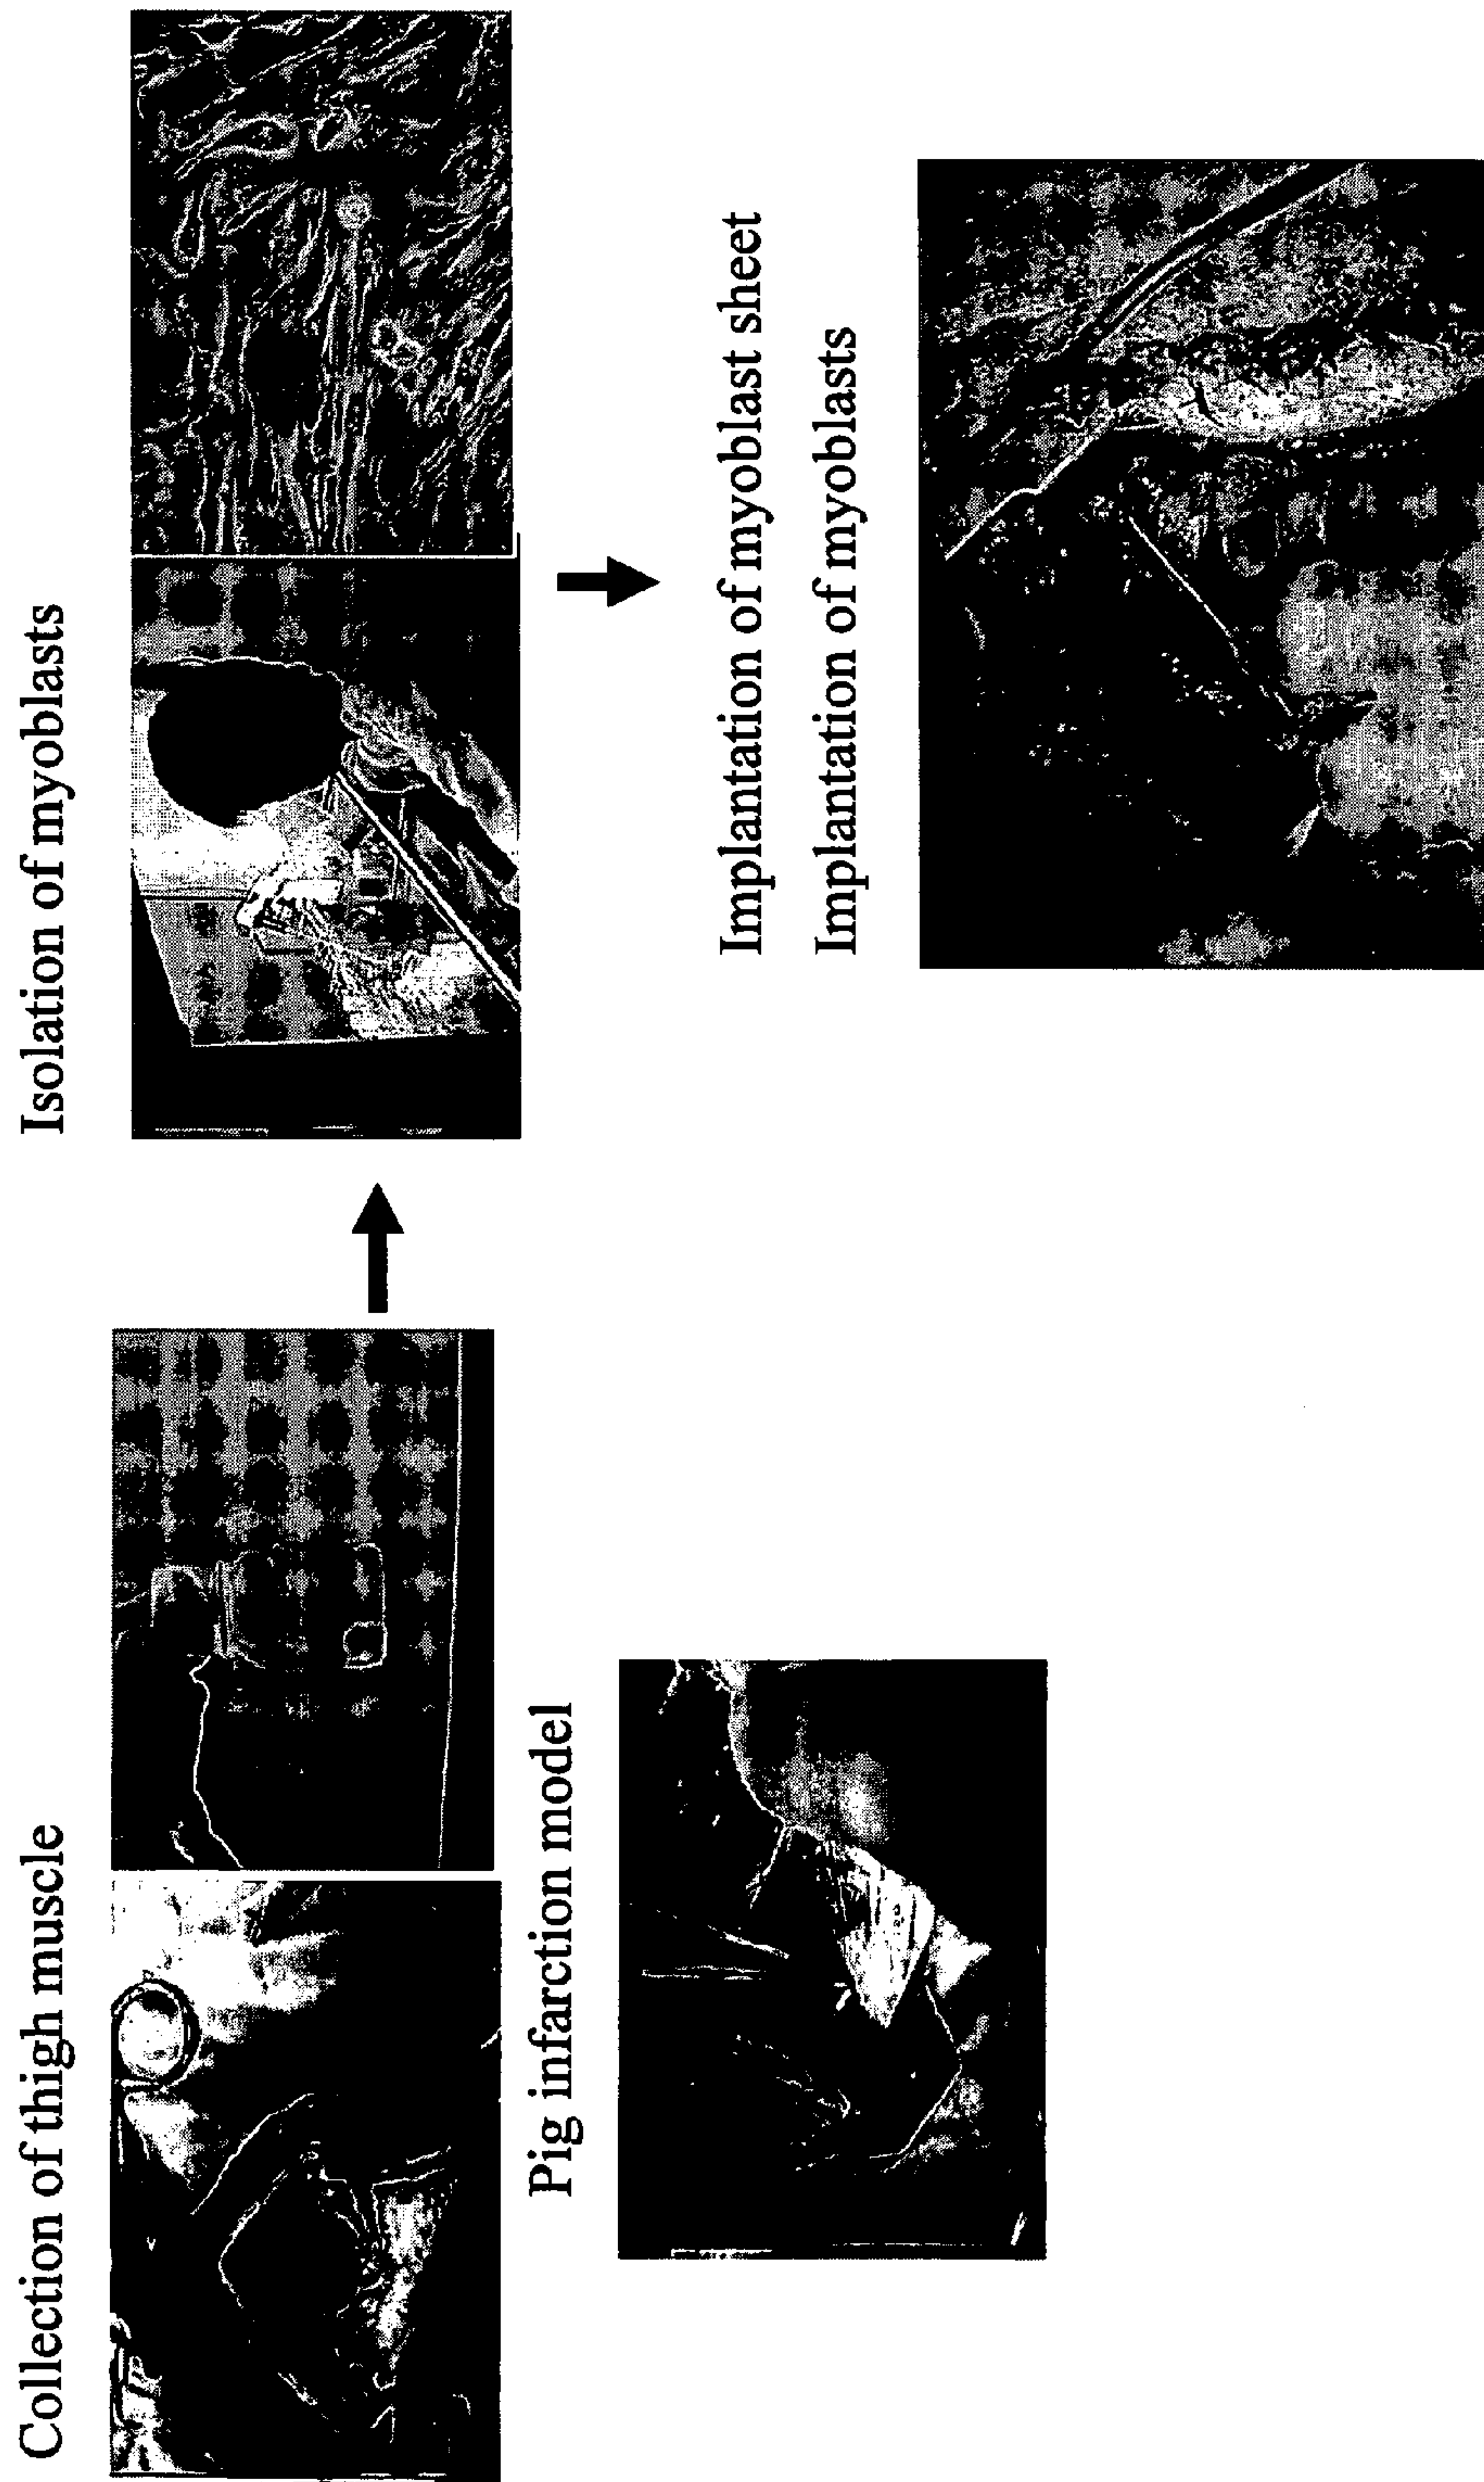 Collection of thigh muscle
Isolation of myoblasts
Pig infarction model
Implantation of myoblast sheet
Implantation of myoblasts